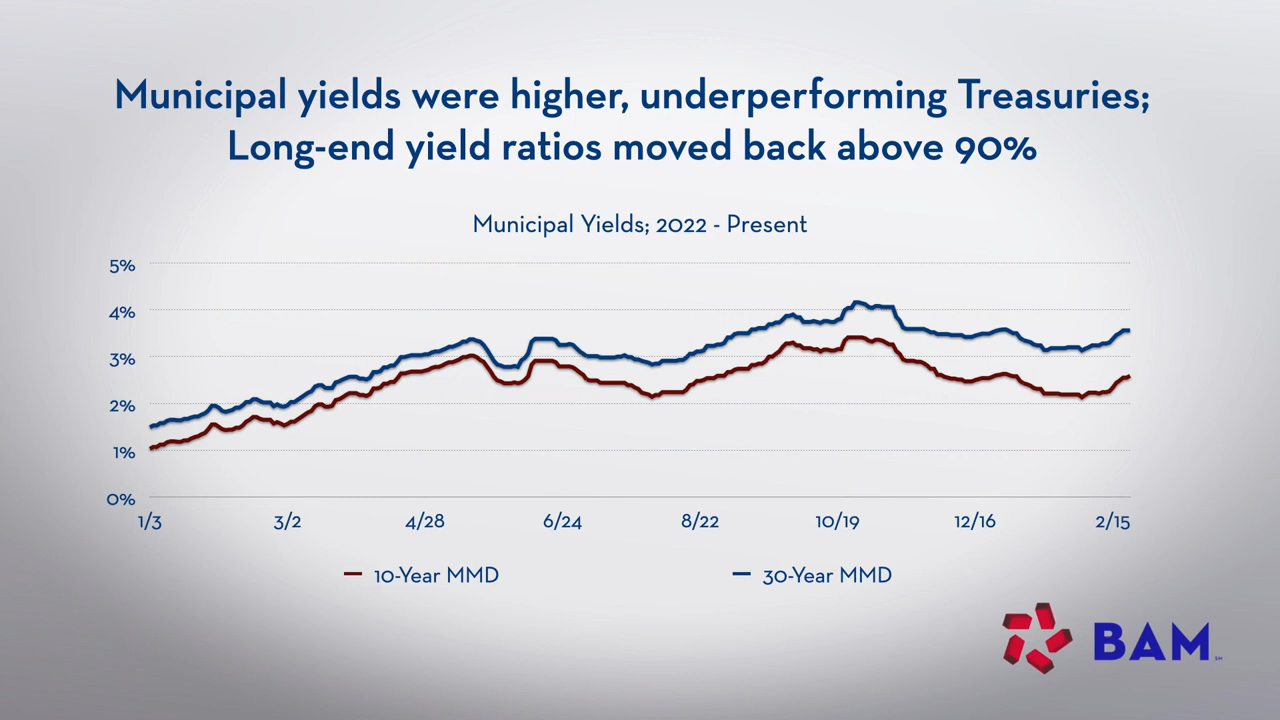 Municipal yields were higher, underperforming Treasuries;
Long-end yield ratios moved back above 90%
Municipal Yields; 2022 - Present
5%
4%
3%
2%
1%
0%
1/3 3/2 4/28 6/24 8/22 10/19 12/16 2/15
10-Year MMD 30-Year MMD
BAM